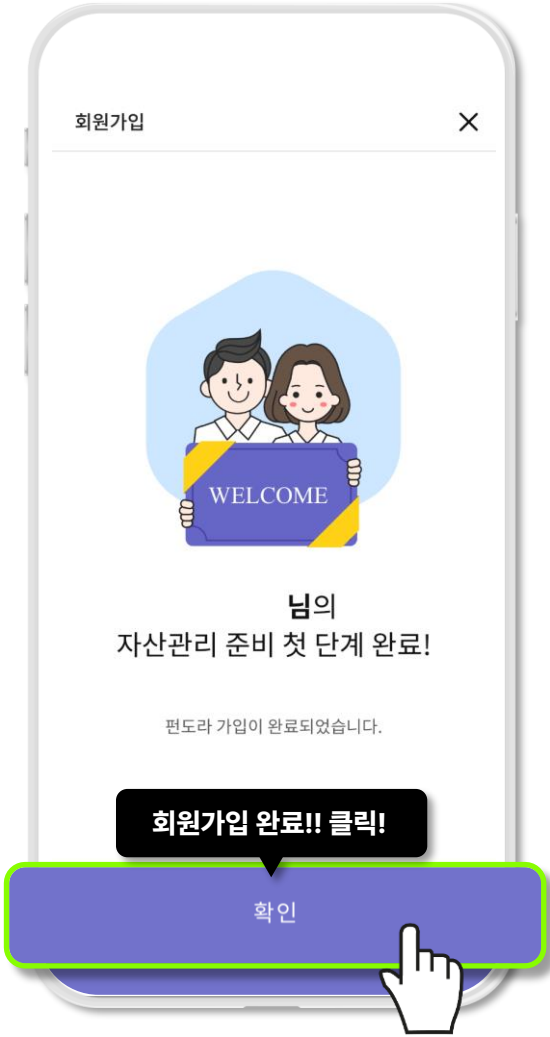 회원가입
WELCOME
님의
자산관리 준비 첫 단계 완료!
펀도라 가입이 완료되었습니다.
회원가입 완료!! 클릭!
확인